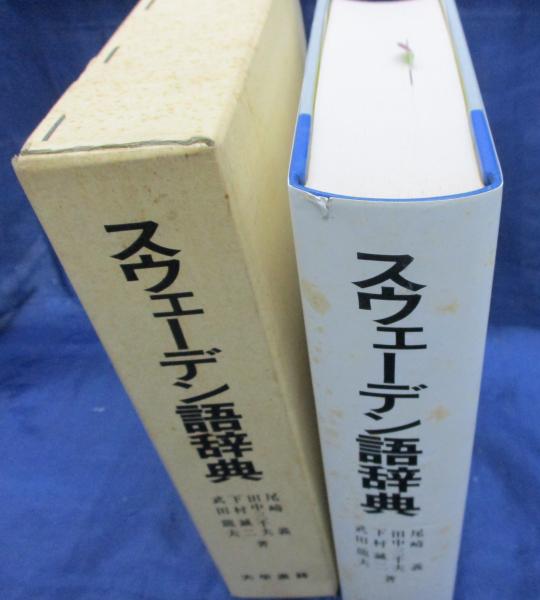 スウェーデン語辞典
尾崎 義
田中三千夫
下村誠二
武田龍夫
著
大学書林
スウェーデン語辞典
尾崎 義
田中三千夫
下村誠二
武田龍夫
著